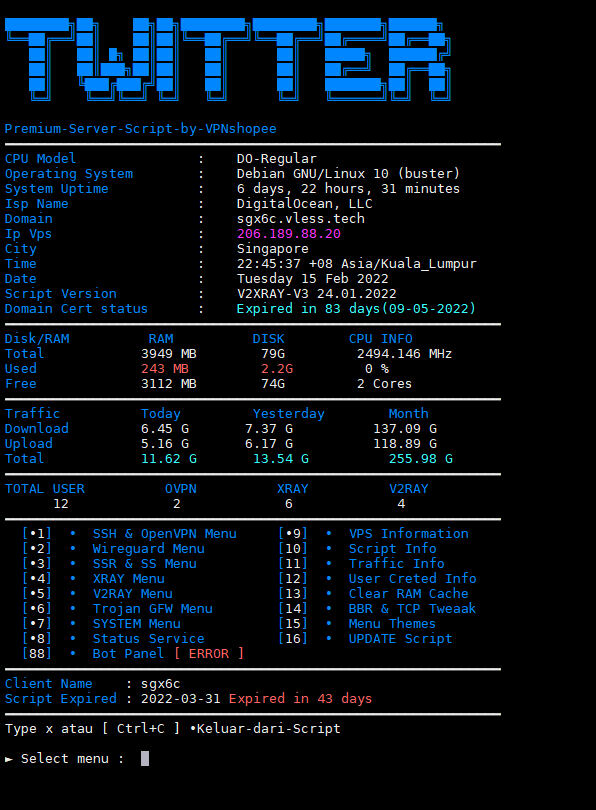 TWITTER
Premium-Server-Script-by-VPNshopee
CPU Model : DO-Regular
Operating System : Debian GNU/Linux 10 (buster)
System Uptime : 6 days, 22 hours, 31 minutes
Isp Name : DigitalOcean, LLC
Domain : sgx6c.vless.tech
Ip Vps : 206.189.88.20
City : Singapore
Time : 22:45:37 +08 Asia/Kuala_Lumpur
Date : Tuesday 15 Feb 2022
Script Version : V2XRAY-V3 24.01.2022
Domain Cert status : Expired in 83 days(09-05-2022)
Disk/RAM RAM DISK CPU INFO
Total 3949 MB 79G 2494.146 MHz
Used 243 MB 2.2G 0 %
Free 3112 MB 74G 2 Cores
Traffic Today Yesterday Month
Download 6.45 G 7.37 G 137.09 G
Upload 5.16 G 6.17 G 118.89 G
Total 11.62 G 13.54 G 255.98 G
TOTAL USER OVPN XRAY V2RAY
12 2 6 4
[•1] • SSH & OpenVPN Menu [•9] • VPS Information
[•2] • Wireguard Menu [10] • Script Info
[•3] • SSR & SS Menu [11] • Traffic Info
[•4] • XRAY Menu [12] • User Creted Info
[•5] • V2RAY Menu [13] • Clear RAM Cache
[•6] • Trojan GFW Menu [14] • BBR & TCP Tweaak
[•7] • SYSTEM Menu [15] • Menu Themes
[•8] • Status Service [16] • UPDATE Script
[88] • Bot Panel [ ERROR ]
Client Name : sgx6c
Script Expired : 2022-03-31 Expired in 43 days
Type x atau [ Ctrl+C ] •Keluar-dari-Script
► Select menu :